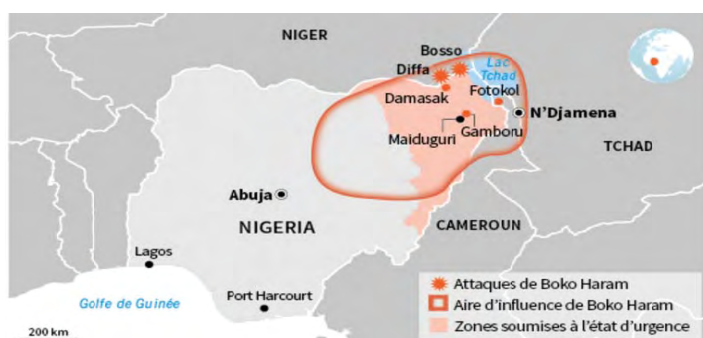 NIGER
Bosso
Diffa
Lac
Tchad
Fotokol
Damasak
N'Djamena
Maiduguri
Gamboru
TCHAD
Abuja
NIGERIA
CAMEROUN
Lagos
Golfe de Guinée
Port Harcourt
200 km
Attaques de Boko Haram
Aire d'influence de Boko Haram
Zones soumises à l'état d'urgence